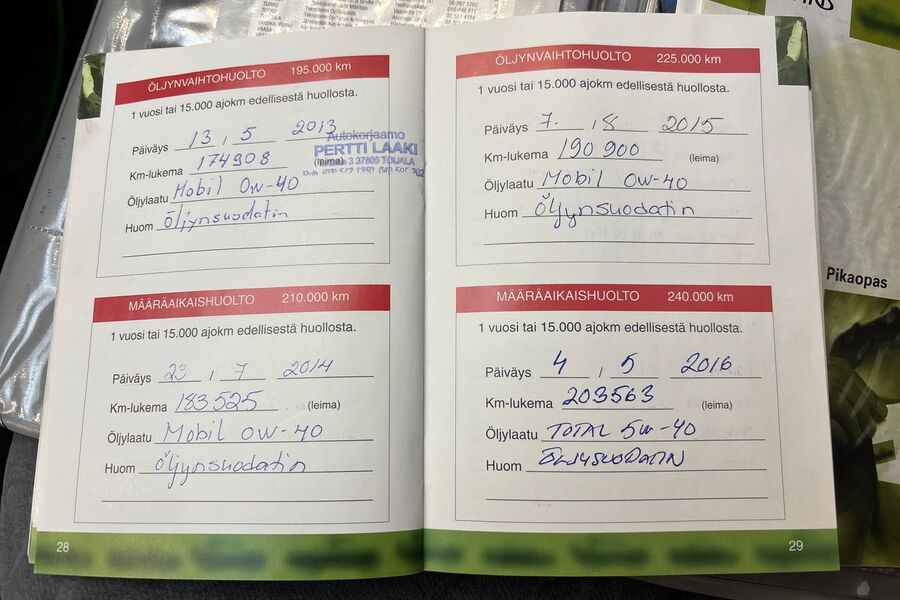 TURKU
VAASA
ÖLJYNVAIHTOHUOLTO 195.000 km
1 vuosi tai 15.000 ajokm edellisestä huollosta.
Päiväys 13 , 5 2013
Km-lukema 174908 (leima)
Autokorjaamo
PERTTI LAAKI
3 37800 TOIJALA
Öljylaatu Mobil 0w-40
Huom öljynsuodatin
MÄÄRÄAIKAISHUOLTO 210.000 km
1 vuosi tai 15.000 ajokm edellisestä huollosta.
Päiväys 23 , 7 2014
Km-lukema 183525 (leima)
Öljylaatu Mobil 0w-40
Huom öljynsuodatin
28
ÖLJYNVAIHTOHUOLTO 225.000 km
1 vuosi tai 15.000 ajokm edellisestä huollosta.
Päiväys 7. , 8 2015
Km-lukema 190 900 (leima)
Öljylaatu Mobil 0w-40
Huom öljynsuodatin
MÄÄRÄAIKAISHUOLTO 240.000 km
1 vuosi tai 15.000 ajokm edellisestä huollosta.
Päiväys 4 , 5 2016
Km-lukema 203563 (leima)
Öljylaatu TOTAL 5W-40
Huom ÖLJYSUODATIN
29
Pikaopas